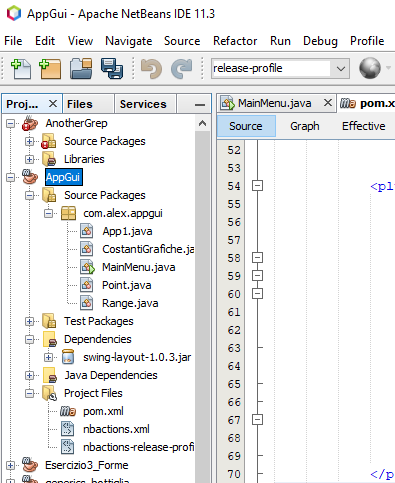 AppGui - Apache NetBeans IDE 11.3
File Edit View Navigate Source Refactor Run Debug Profile
release-profile
Proj... Files Services
MainMenu.java pom.x
Source Graph Effective
AnotherGrep
Source Packages
Libraries
AppGui
Source Packages
com.alex.appgui
App1.java
CostantiGrafiche.ja
MainMenu.java
Point.java
Range.java
Test Packages
Dependencies
swing-layout-1.0.3.jar
Java Dependencies
Project Files
pom.xml
nbactions.xml
nbactions-release-profi
Esercizio3_Forme
generics_bottiglia
52
53
54 <pl
55
56
57
58
59
60
61
62
63
64
65
66
67
68
69
70 </p